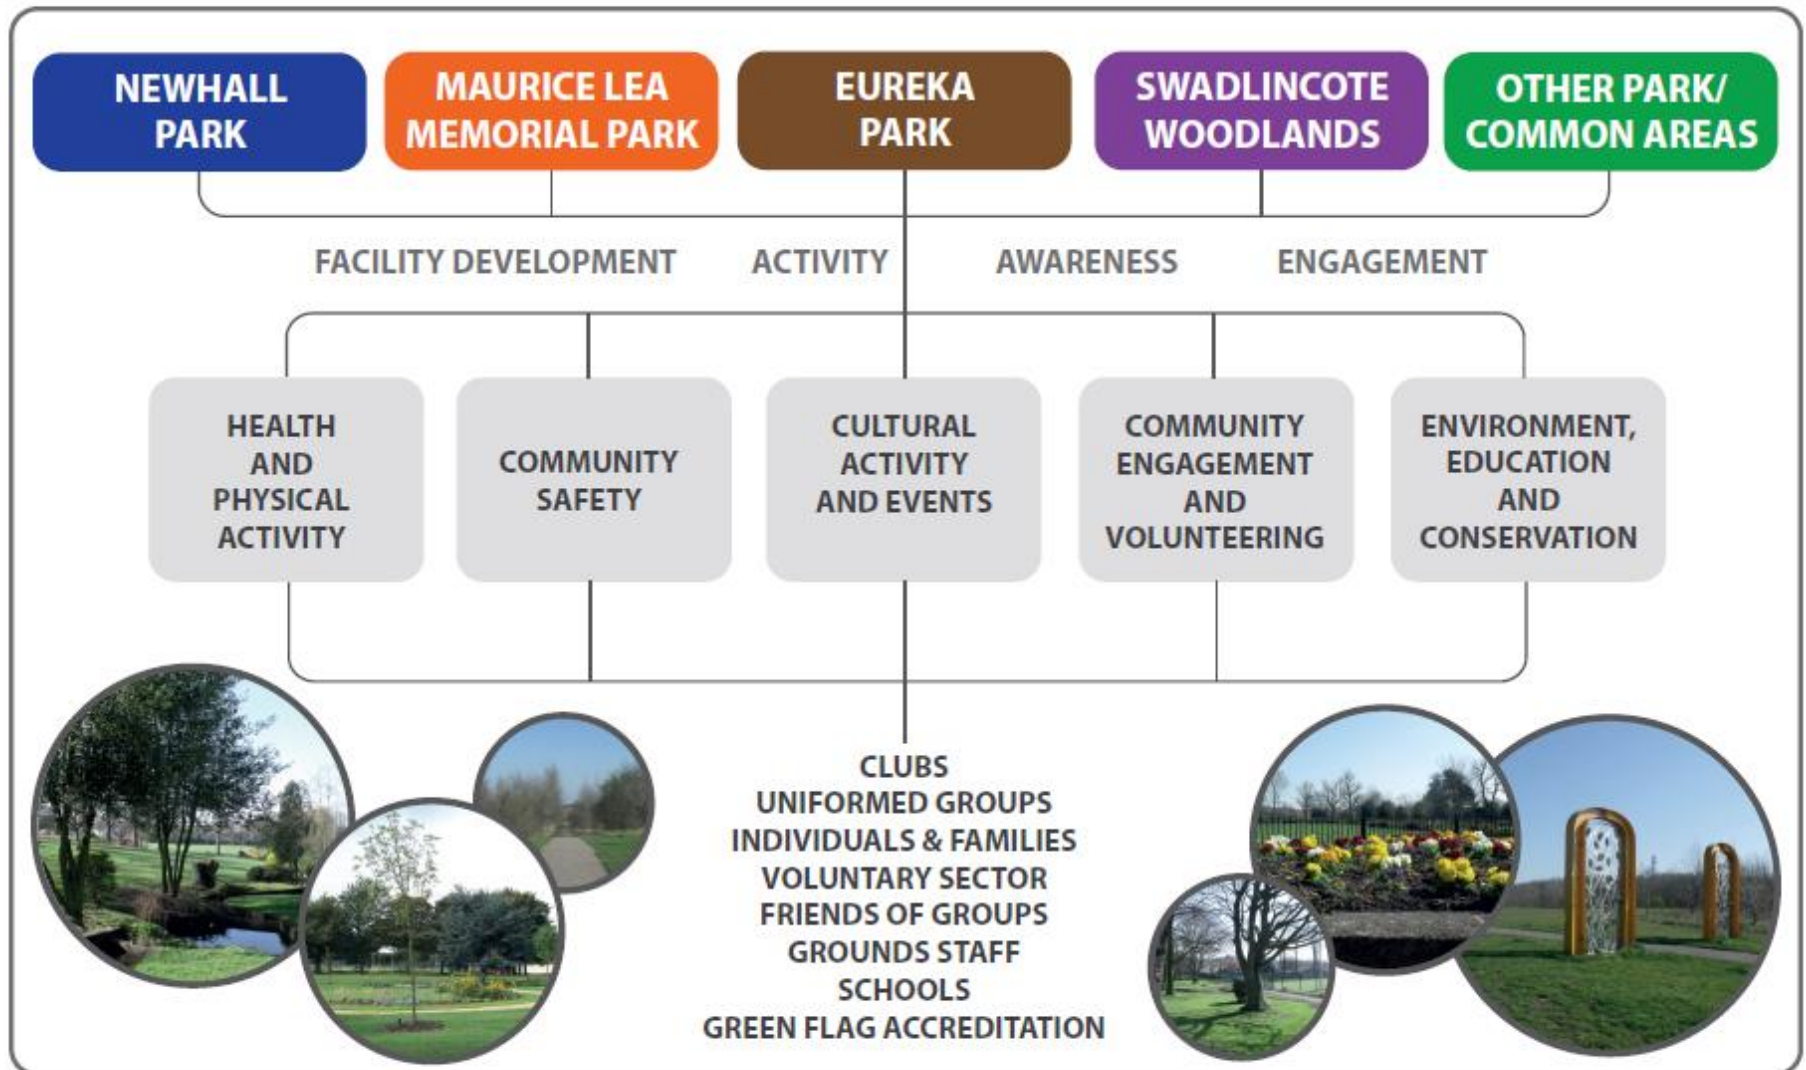 NEWHALL
PARK
MAURICE LEA
MEMORIAL PARK
EUREKA
PARK
SWADLINCOTE
WOODLANDS
OTHER PARK/
COMMON AREAS
FACILITY DEVELOPMENT
ACTIVITY
AWARENESS
ENGAGEMENT
HEALTH
AND
PHYSICAL
ACTIVITY
COMMUNITY
SAFETY
CULTURAL
ACTIVITY
AND EVENTS
COMMUNITY
ENGAGEMENT
AND
VOLUNTEERING
ENVIRONMENT,
EDUCATION
AND
CONSERVATION
CLUBS
UNIFORMED GROUPS
INDIVIDUALS & FAMILIES
VOLUNTARY SECTOR
FRIENDS OF GROUPS
GROUNDS STAFF
SCHOOLS
GREEN FLAG ACCREDITATION